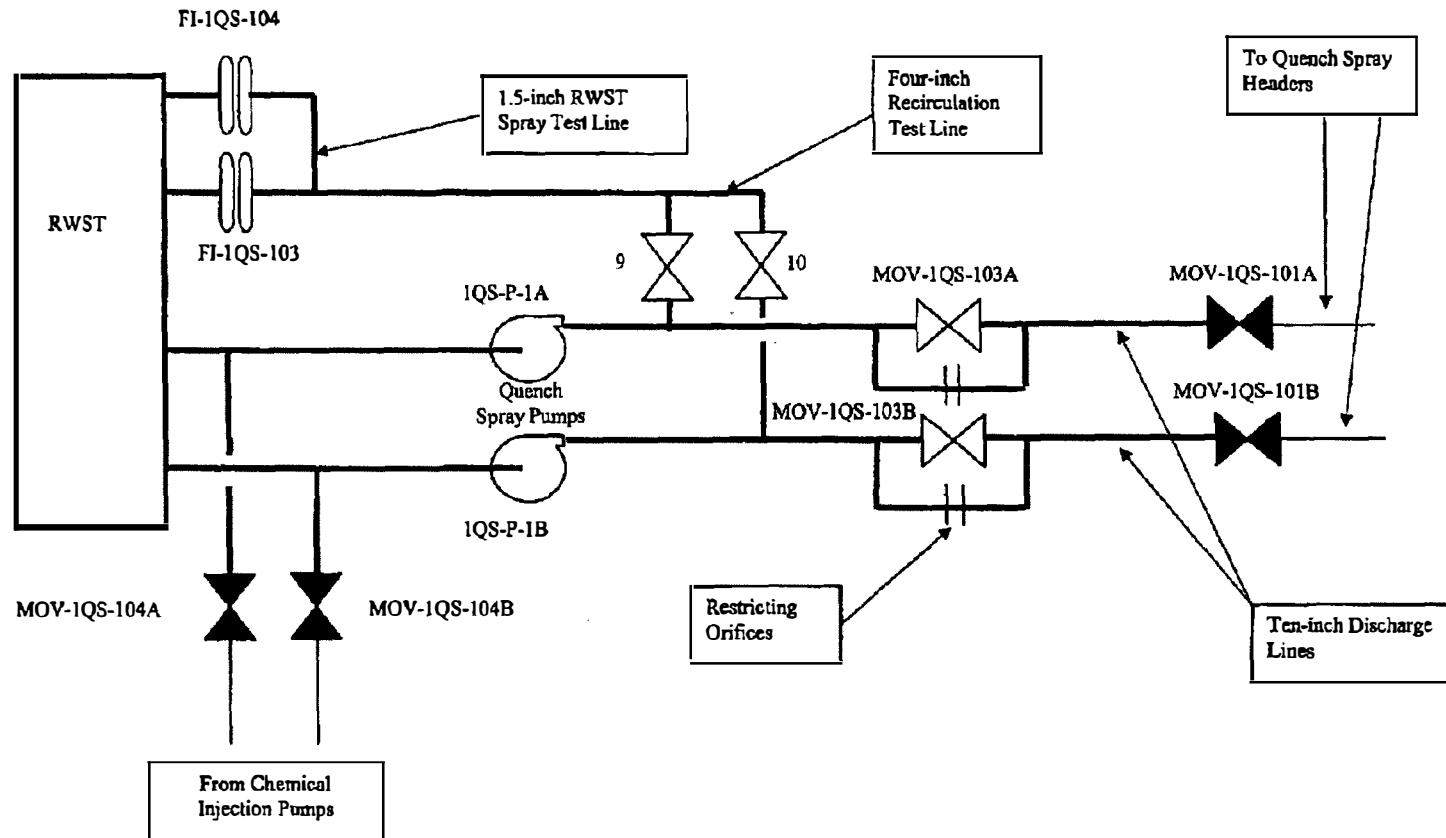 FI-1QS-104
To Quench Spray
Headers
1.5-inch RWST
Spray Test Line
Four-inch
Recirculation
Test Line
RWST
FI-1QS-103
9
10
1QS-P-1A
MOV-1QS-103A
MOV-1QS-101A
Quench
Spray Pumps
MOV-1QS-103B
MOV-1QS-101B
1QS-P-1B
MOV-1QS-104A
MOV-1QS-104B
Restricting
Orifices
Ten-inch Discharge
Lines
From Chemical
Injection Pumps